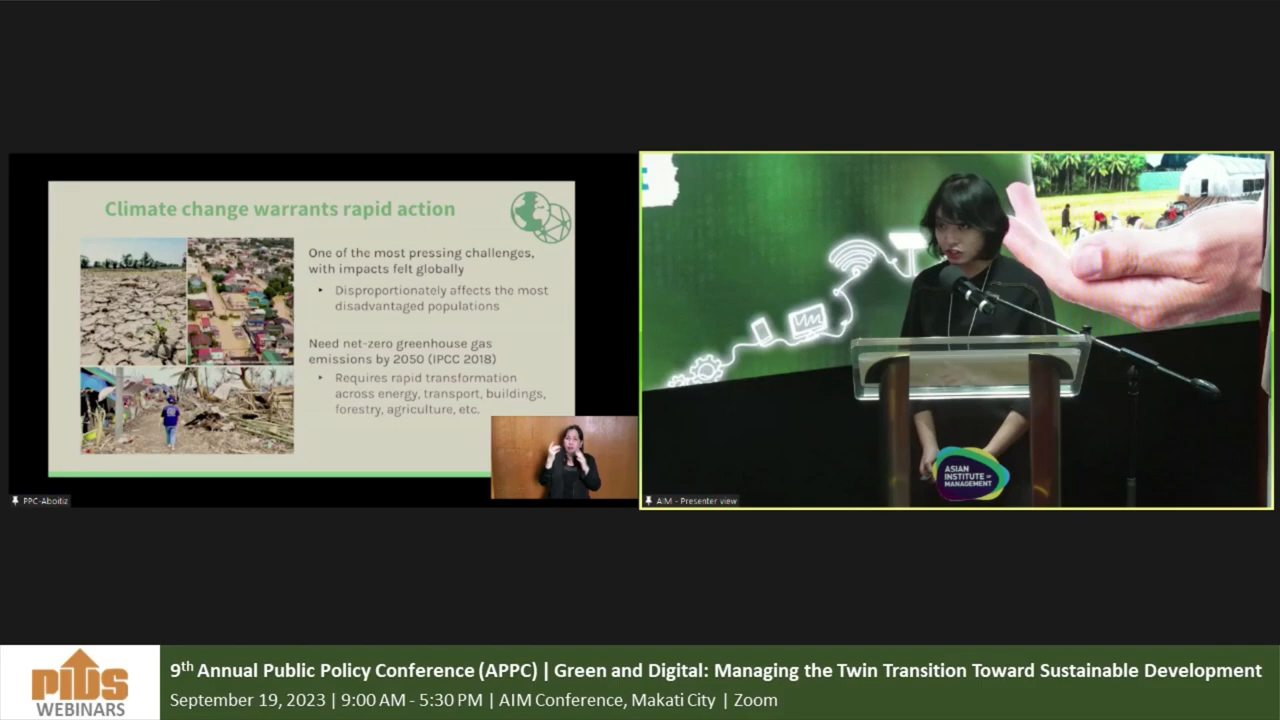 Climate change warrants rapid action
One of the most pressing challenges,
with impacts felt globally
‣ Disproportionately affects the most
disadvantaged populations
Need net-zero greenhouse gas
emissions by 2050 (IPCC 2018)
‣ Requires rapid transformation
across energy, transport, buildings,
forestry, agriculture, etc.
PPC-Aboitiz
E
ASIAN
INSTITUTE OF
MANAGEMENT
AIM - Presenter view
PIDS
WEBINARS
9th Annual Public Policy Conference (APPC) | Green and Digital: Managing the Twin Transition Toward Sustainable Development
September 19, 2023 | 9:00 AM - 5:30 PM | AIM Conference, Makati City | Zoom